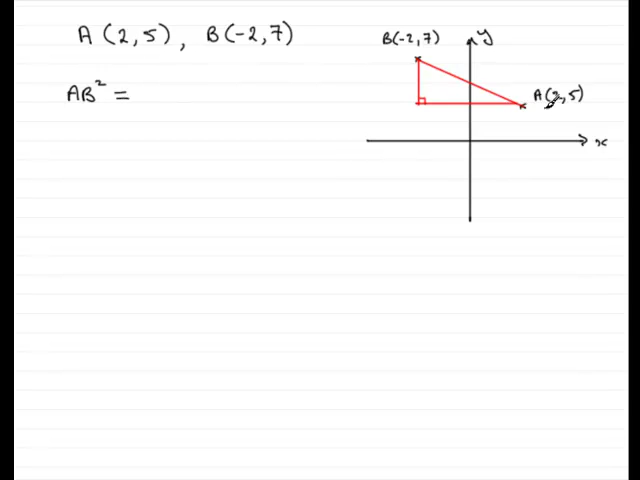 A (2, 5) , B(-2, 7)
AB² =
B(-2, 7)
y
A(2, 5)
x